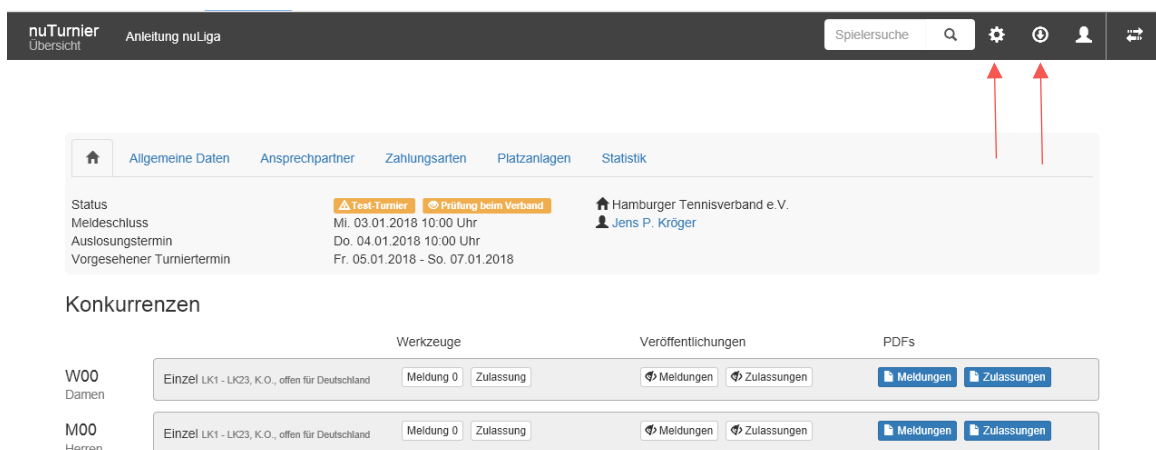 nuTurnier
Übersicht
Anleitung nuLiga
Spielersuche
Allgemeine Daten Ansprechpartner Zahlungsarten Platzanlagen Statistik
Status Test-Turnier Prüfung beim Verband Hamburger Tennisverband e.V.
Meldeschluss Mi. 03.01.2018 10:00 Uhr Jens P. Kröger
Auslosungstermin Do. 04.01.2018 10:00 Uhr
Vorgesehener Turniertermin Fr. 05.01.2018 - So. 07.01.2018
Konkurrenzen
Werkzeuge Veröffentlichungen PDFs
W00 Einzel LK1 - LK23, K.O., offen für Deutschland Meldung 0 Zulassung Meldungen Zulassungen Meldungen Zulassungen
Damen
M00 Einzel LK1 - LK23, K.O., offen für Deutschland Meldung 0 Zulassung Meldungen Zulassungen Meldungen Zulassungen
Herren